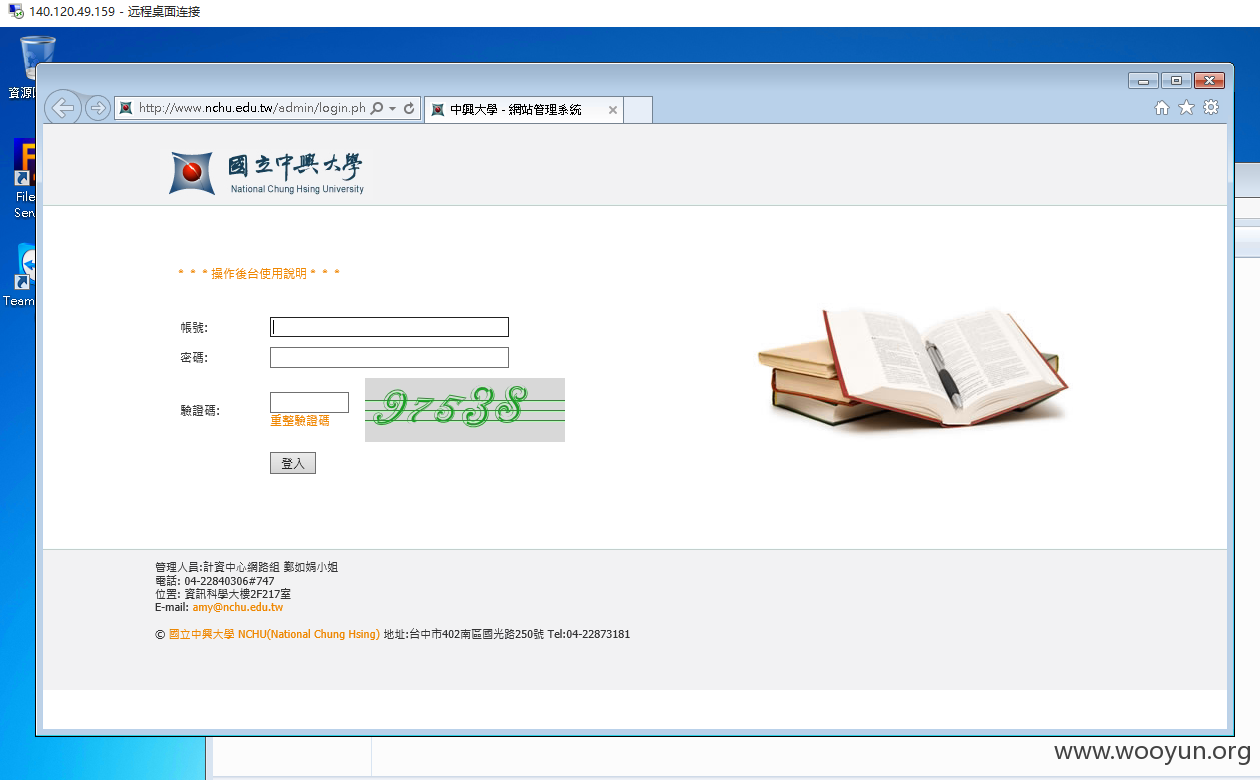 140.120.49.159 - 远程桌面连接
http://www.nchu.edu.tw/admin/login.ph
中興大學 - 網站管理系統
國立中興大學
National Chung Hsing University
File
Team
* * * 操作後台使用說明 * * *
帳號:
密碼:
驗證碼:
97538
重整驗證碼
登入
管理人員:計資中心網路組 鄭如娟小姐
電話: 04-22840306#747
位置: 資訊科學大樓2F217室
E-mail: amy@nchu.edu.tw
© 國立中興大學 NCHU(National Chung Hsing) 地址:台中市402南區國光路250號 Tel:04-22873181
www.wooyun.org